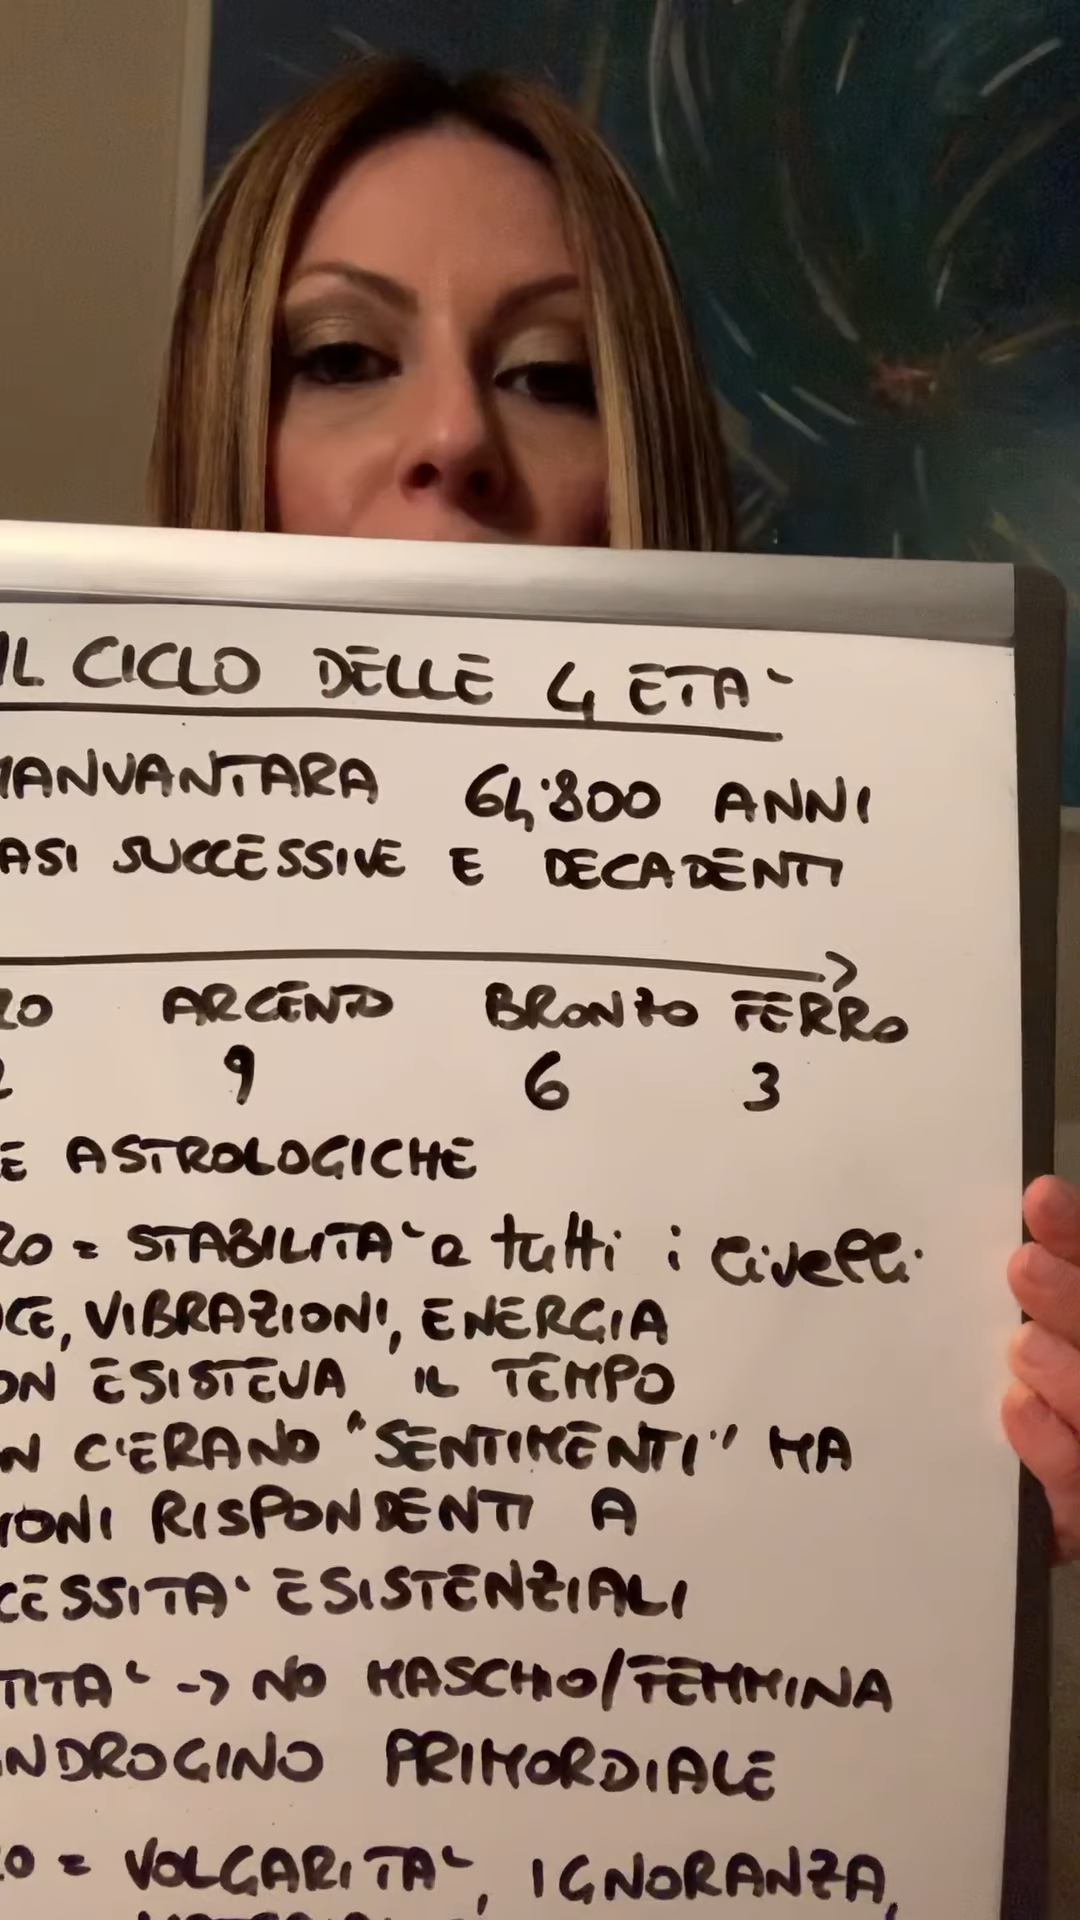 IL CICLO DELLE 4 ETA'
MANVANTARA 64'800 ANNI
ASI SUCCESSIVE E DECADENTI
RO ARGENTO BRONZO FERRO
2 9 6 3
E ASTROLOGICHE
RO = STABILITA' a tutti i livelli
CE, VIBRAZIONI, ENERGIA
ON ESISTEVA IL TEMPO
N C'ERANO "SENTIMENTI" MA
IONI RISPONDENTI A
CESSITA' ESISTENZIALI
TITA' -> NO MASCHIO/FEMMINA
NDROGINO PRIMORDIALE
RO = VOLGARITA', IGNORANZA,